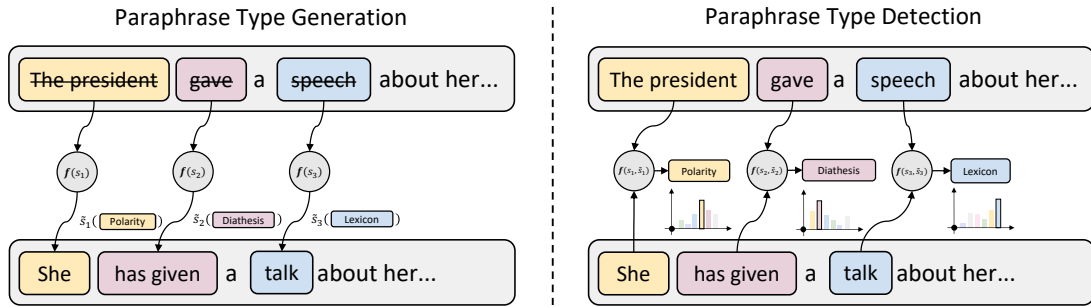 Paraphrase Type Generation
The president gave a speech about her...
f(s₁) f(s₂) f(s₃)
s̃₁( Polarity ) s̃₂( Diathesis ) s̃₃( Lexicon )
She has given a talk about her...
Paraphrase Type Detection
The president gave a speech about her...
f(s₁, s̃₁) Polarity f(s₂, s̃₂) Diathesis f(s₃, s̃₃) Lexicon
She has given a talk about her...